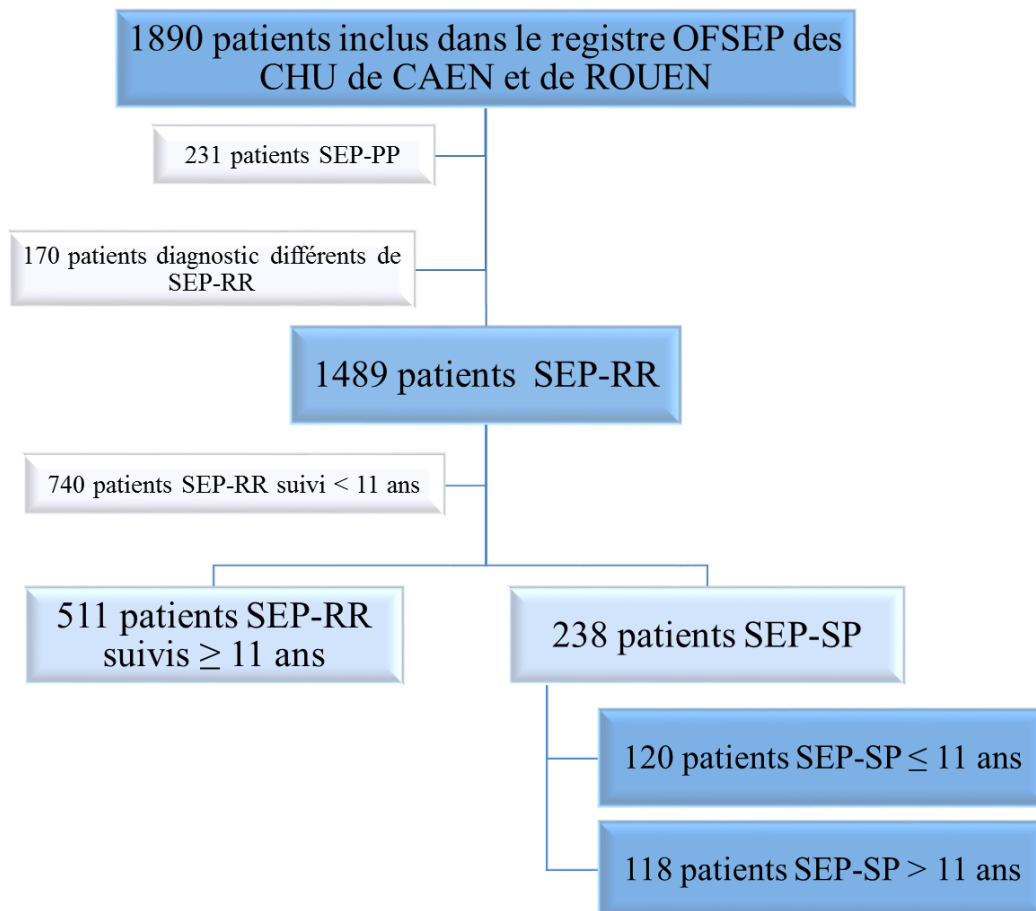 1890 patients inclus dans le registre OFSEP des
CHU de CAEN et de ROUEN
231 patients SEP-PP
170 patients diagnostic différents de
SEP-RR
1489 patients SEP-RR
740 patients SEP-RR suivi < 11 ans
511 patients SEP-RR
suivis ≥ 11 ans
238 patients SEP-SP
120 patients SEP-SP ≤ 11 ans
118 patients SEP-SP > 11 ans